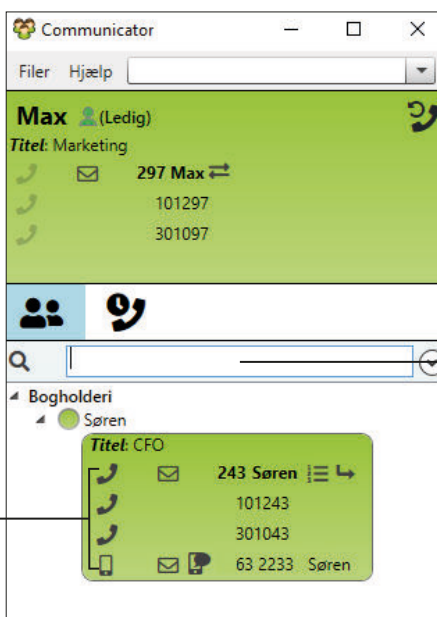 Communicator
Filer Hjælp
Max (Ledig)
Titel: Marketing
297 Max
101297
301097
Bogholderi
Søren
Titel: CFO
243 Søren
101243
301043
63 2233 Søren